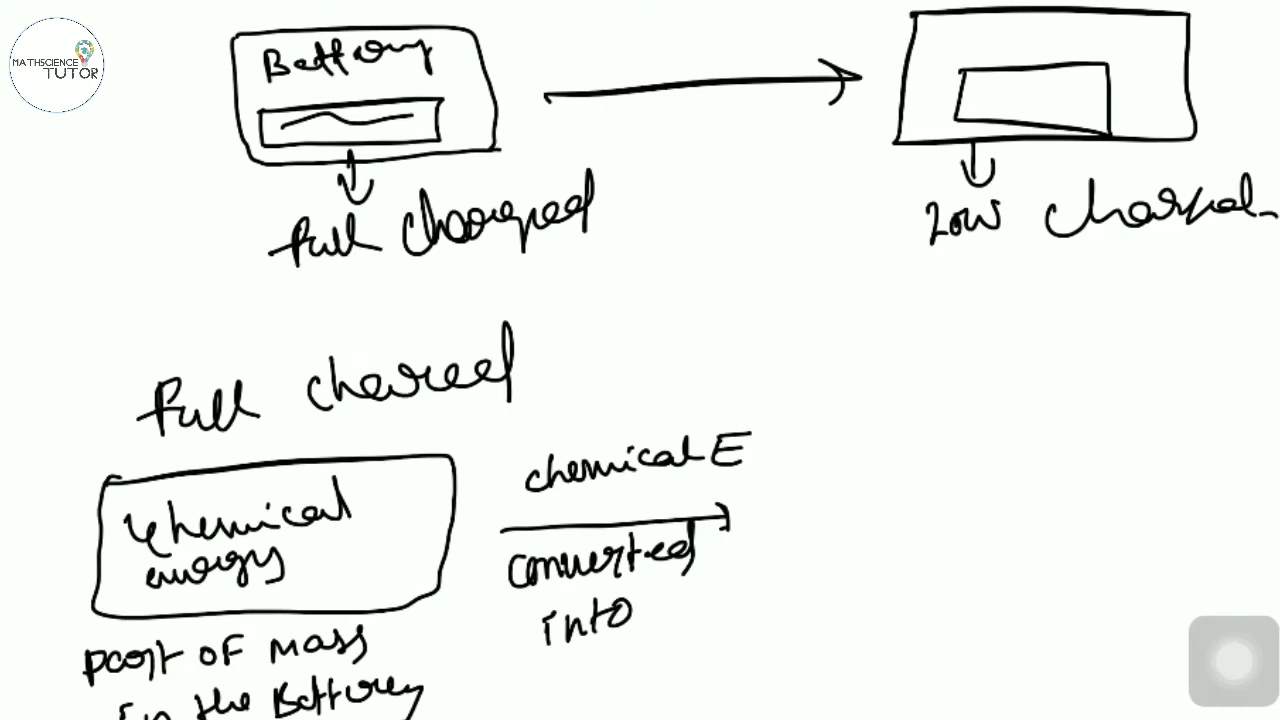 MATHSCIENCE
TUTOR
Battery
Full charged
Low charged
Full chareed
chemical E
chemical
energy
converted
into
part of mass
in the Battery